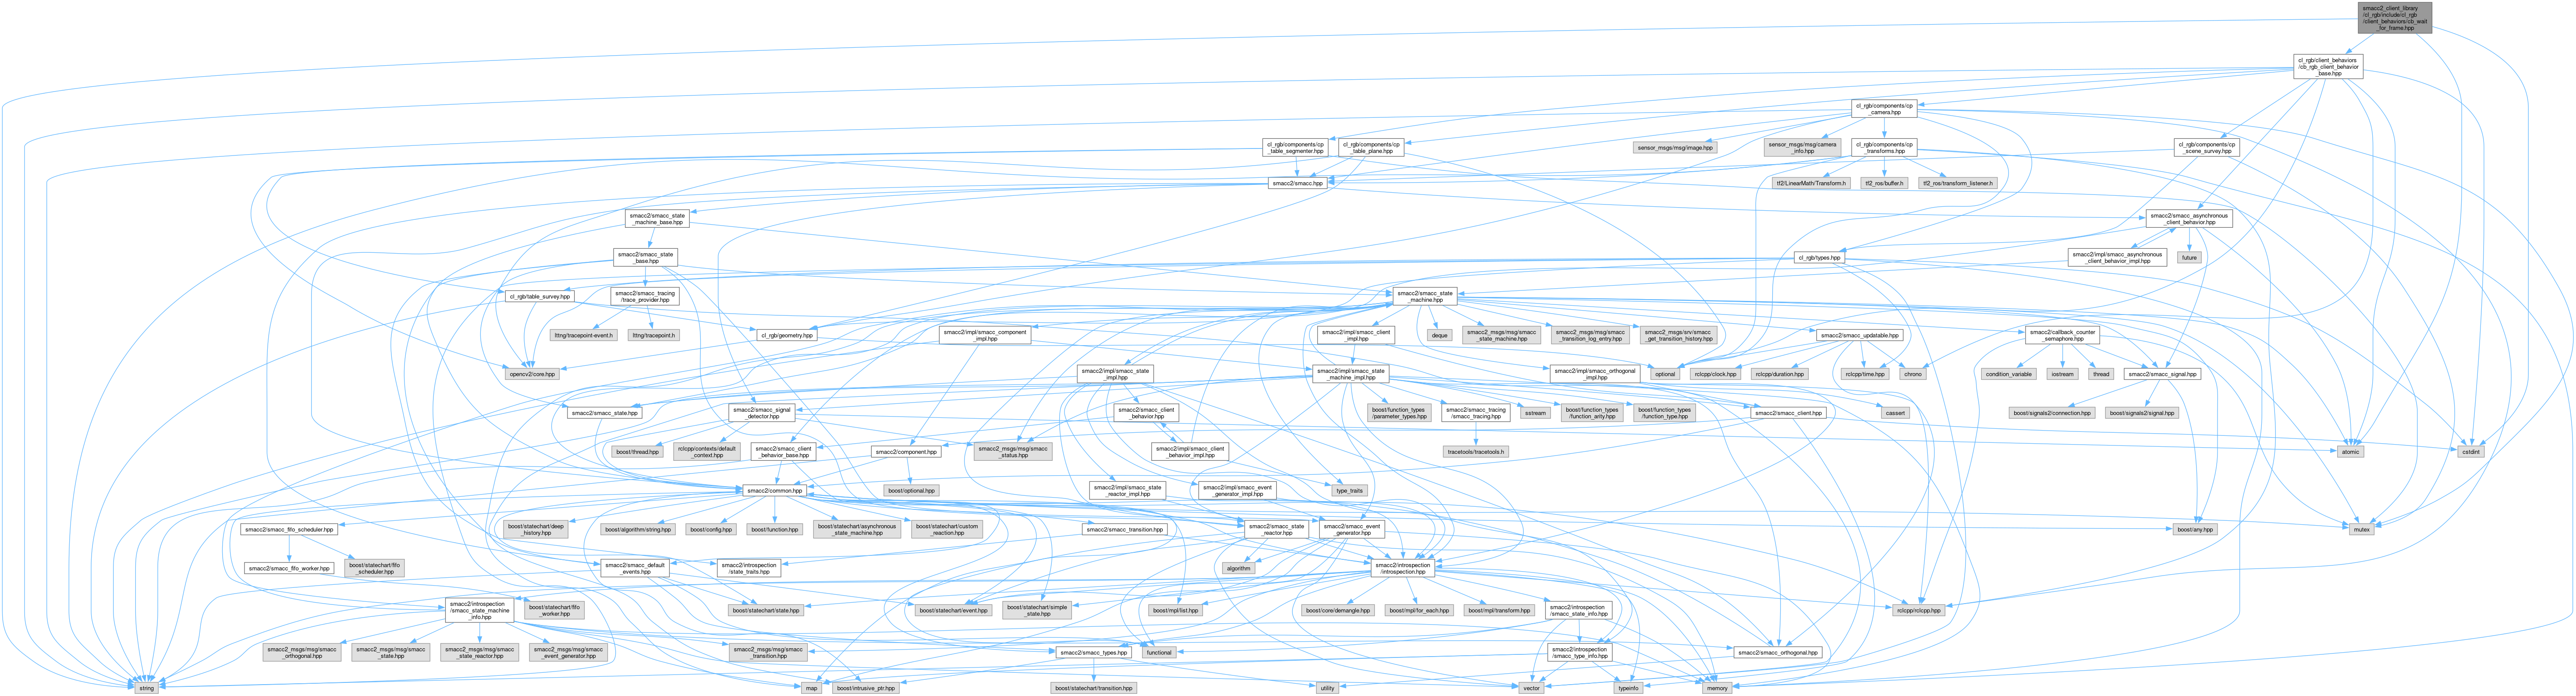 smacc2_client_library
/cl_rgb/include/cl_rgb
/client_behaviors/cb_wait
_for_frame.hpp
cl_rgb/client_behaviors
/cb_rgb_client_behavior
_base.hpp
cl_rgb/components/cp
_camera.hpp
cl_rgb/components/cp
_table_segmenter.hpp
cl_rgb/components/cp
_table_plane.hpp
sensor_msgs/msg/image.hpp
sensor_msgs/msg/camera
_info.hpp
cl_rgb/components/cp
_transforms.hpp
cl_rgb/components/cp
_scene_survey.hpp
smacc2/smacc.hpp
tf2/LinearMath/Transform.h
tf2_ros/buffer.h
tf2_ros/transform_listener.h
smacc2/smacc_state
_machine_base.hpp
smacc2/smacc_asynchronous
_client_behavior.hpp
smacc2/smacc_state
_base.hpp
cl_rgb/types.hpp
future
smacc2/impl/smacc_asynchronous
_client_behavior_impl.hpp
cl_rgb/table_survey.hpp
smacc2/smacc_tracing
/trace_provider.hpp
smacc2/smacc_state
_machine.hpp
lttng/tracepoint-event.h
lttng/tracepoint.h
cl_rgb/geometry.hpp
smacc2/impl/smacc_component
_impl.hpp
smacc2/impl/smacc_client
_impl.hpp
deque
smacc2_msgs/msg/smacc
_state_machine.hpp
smacc2_msgs/msg/smacc
_transition_log_entry.hpp
smacc2_msgs/srv/smacc
_get_transition_history.hpp
smacc2/smacc_updatable.hpp
smacc2/callback_counter
_semaphore.hpp
opencv2/core.hpp
smacc2/impl/smacc_state
_impl.hpp
smacc2/impl/smacc_state
_machine_impl.hpp
smacc2/impl/smacc_orthogonal
_impl.hpp
optional
rclcpp/clock.hpp
rclcpp/duration.hpp
rclcpp/time.hpp
chrono
condition_variable
iostream
thread
smacc2/smacc_signal.hpp
smacc2/smacc_state.hpp
smacc2/smacc_signal
_detector.hpp
smacc2/smacc_client
_behavior.hpp
boost/function_types
/parameter_types.hpp
smacc2/smacc_tracing
/smacc_tracing.hpp
sstream
boost/function_types
/function_arity.hpp
boost/function_types
/function_type.hpp
smacc2/smacc_client.hpp
cassert
boost/signals2/connection.hpp
boost/signals2/signal.hpp
boost/thread.hpp
rclcpp/contexts/default
_context.hpp
smacc2/smacc_client
_behavior_base.hpp
smacc2/component.hpp
smacc2_msgs/msg/smacc
_status.hpp
smacc2/impl/smacc_client
_behavior_impl.hpp
tracetools/tracetools.h
atomic
cstdint
smacc2/common.hpp
boost/optional.hpp
smacc2/impl/smacc_state
_reactor_impl.hpp
smacc2/impl/smacc_event
_generator_impl.hpp
type_traits
smacc2/smacc_fifo_scheduler.hpp
boost/statechart/deep
_history.hpp
boost/algorithm/string.hpp
boost/config.hpp
boost/function.hpp
boost/statechart/asynchronous
_state_machine.hpp
boost/statechart/custom
_reaction.hpp
smacc2/smacc_transition.hpp
smacc2/smacc_state
_reactor.hpp
smacc2/smacc_event
_generator.hpp
boost/any.hpp
mutex
smacc2/smacc_fifo_worker.hpp
boost/statechart/fifo
_scheduler.hpp
smacc2/smacc_default
_events.hpp
smacc2/introspection
/state_traits.hpp
algorithm
smacc2/introspection
/introspection.hpp
smacc2/introspection
/smacc_state_machine
_info.hpp
boost/statechart/fifo
_worker.hpp
boost/statechart/state.hpp
boost/statechart/event.hpp
boost/statechart/simple
_state.hpp
boost/mpl/list.hpp
boost/core/demangle.hpp
boost/mpl/for_each.hpp
boost/mpl/transform.hpp
smacc2/introspection
/smacc_state_info.hpp
rclcpp/rclcpp.hpp
smacc2_msgs/msg/smacc
_orthogonal.hpp
smacc2_msgs/msg/smacc
_state.hpp
smacc2_msgs/msg/smacc
_state_reactor.hpp
smacc2_msgs/msg/smacc
_event_generator.hpp
smacc2_msgs/msg/smacc
_transition.hpp
smacc2/smacc_types.hpp
functional
smacc2/introspection
/smacc_type_info.hpp
smacc2/smacc_orthogonal.hpp
string
map
boost/intrusive_ptr.hpp
boost/statechart/transition.hpp
utility
vector
typeinfo
memory